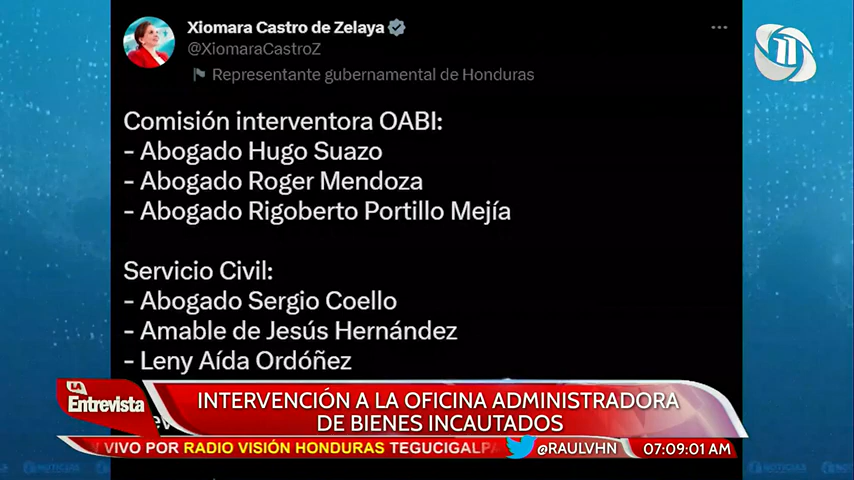 Xiomara Castro de Zelaya
@XiomaraCastroZ
Representante gubernamental de Honduras
11
Comisión interventora OABI:
- Abogado Hugo Suazo
- Abogado Roger Mendoza
- Abogado Rigoberto Portillo Mejía
Servicio Civil:
- Abogado Sergio Coello
- Amable de Jesús Hernández
- Leny Aída Ordóñez
LA
Entrevista
INTERVENCIÓN A LA OFICINA ADMINISTRADORA
DE BIENES INCAUTADOS
VIVO POR RADIO VISIÓN HONDURAS TEGUCIGALPA @RAULVHN 07:09:01 AM